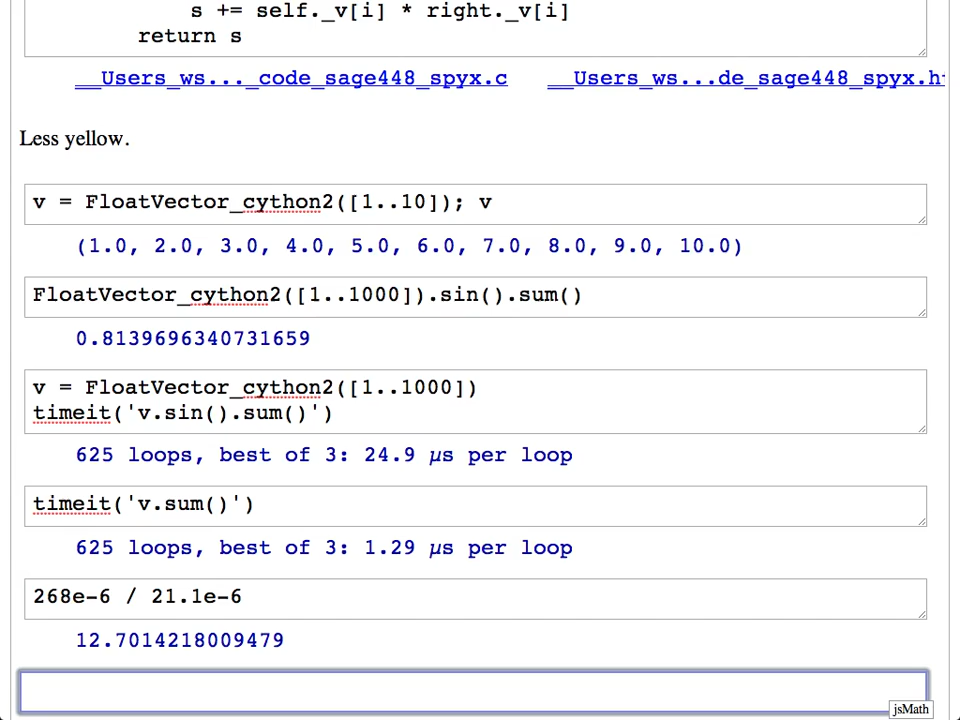 s += self._v[i] * right._v[i]
return s
__Users_ws..._code_sage448_spyx.c __Users_ws...de_sage448_spyx.h
Less yellow.
v = FloatVector_cython2([1..10]); v
(1.0, 2.0, 3.0, 4.0, 5.0, 6.0, 7.0, 8.0, 9.0, 10.0)
FloatVector_cython2([1..1000]).sin().sum()
0.8139696340731659
v = FloatVector_cython2([1..1000])
timeit('v.sin().sum()')
625 loops, best of 3: 24.9 µs per loop
timeit('v.sum()')
625 loops, best of 3: 1.29 µs per loop
268e-6 / 21.1e-6
12.7014218009479
jsMath